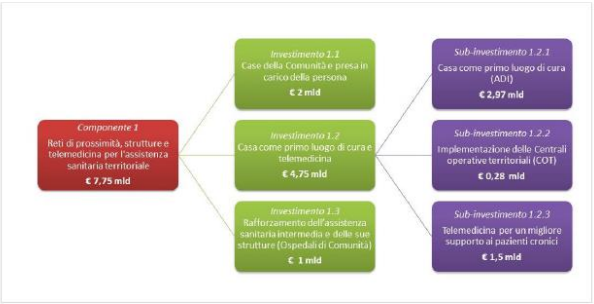 Componente 1
Reti di prossimità, strutture e
telemedicina per l'assistenza
sanitaria territoriale
€ 7,75 mld
Investimento 1.1
Case della Comunità e presa in
carico della persona
€ 2 mld
Investimento 1.2
Casa come primo luogo di cura e
telemedicina
€ 4,75 mld
Investimento 1.3
Rafforzamento dell'assistenza
sanitaria intermedia e delle sue
strutture (Ospedali di Comunità)
€ 1 mld
Sub-investimento 1.2.1
Casa come primo luogo di cura
(ADI)
€ 2,97 mld
Sub-investimento 1.2.2
Implementazione delle Centrali
operative territoriali (COT)
€ 0,28 mld
Sub-investimento 1.2.3
Telemedicina per un migliore
supporto ai pazienti cronici
€ 1,5 mld